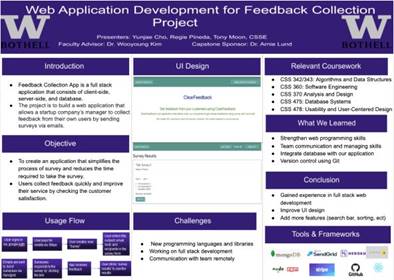 Web Application Development for Feedback Collection
Project
W
BOTHELL
Presenters: Yunjae Cho, Regie Pineda, Tony Moon, CSSE
Faculty Advisor: Dr. Wooyoung Kim
Capstone Sponsor: Dr. Arnie Lund
W
BOTHELL
Introduction
Feedback Collection App is a full stack
application that consists of client-side,
server-side, and database.
The project is to build a web application that
allows a startup company's manager to collect
feedback from their own users by sending
surveys via emails.
Objective
To create an application that simplifies the
process of survey and reduces the time
required to take the survey.
Users collect feedback quickly and improve
their service by checking the customer
satisfaction.
Usage Flow
UI Design
ClearFeedback
Survey Results
Challenges
New programming languages and libraries
Working on full stack development
Communication with team remotely
Relevant Coursework
CSS 342/343: Algorithms and Data Structures
CSS 360: Software Engineering
CSS 370 Analysis and Design
CSS 475: Database Systems
CSS 478: Usability and User-Centered Design
What We Learned
Strengthen web programming skills
Team communication and managing skills
Integrate database with our application
Version control using Git
Conclusion
Gained experience in full stack web
development
Improve UI design
Add more features (search bar, sorting, ect)
Tools & Frameworks
mongoDB
SendGrid
HEROKU
node
stripe
GitHub